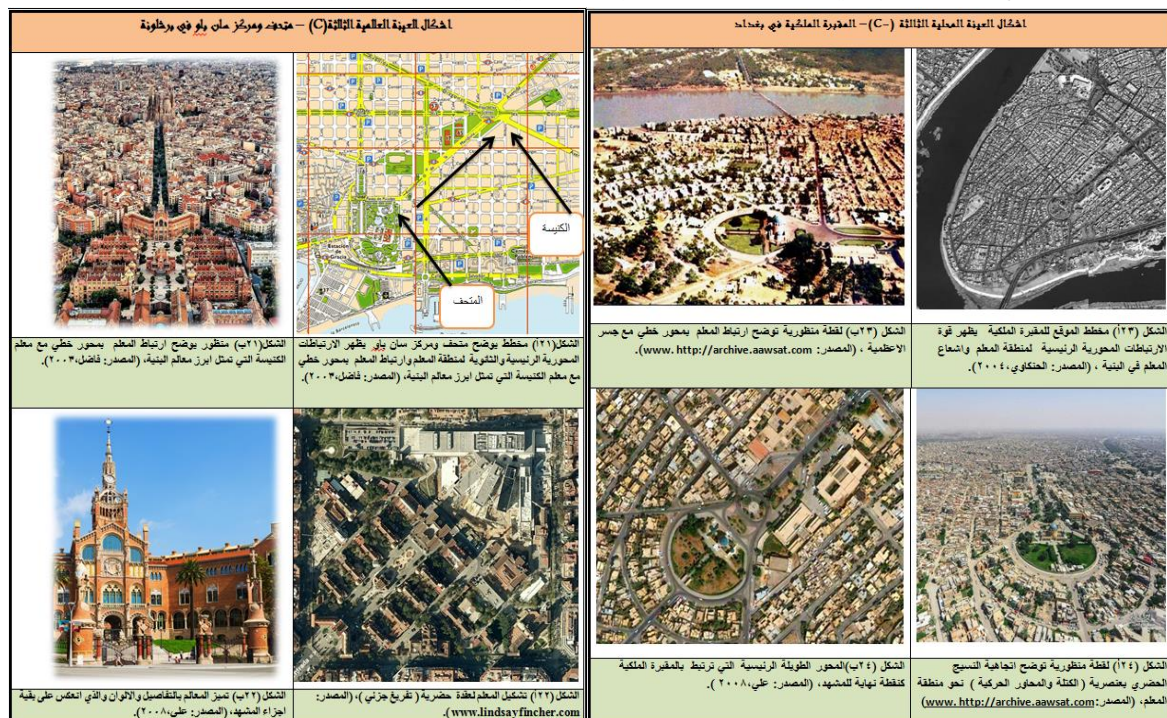 اشكال العينة المحلية الثالثة (C-) – المقبرة الملكية في بغداد
الشكل (٢٣أ) مخطط الموقع للمقبرة الملكية يظهر قوة
الارتباطات المحورية الرئيسية لمنطقة المعلم واشعاع
المعلم في البنية ، (المصدر: الحنكاوي،٢٠٠٤).
الشكل (٢٣ب) لقطة منظورية توضح ارتباط المعلم بمحور خطي مع جسر
الاعظمية ، (المصدر: www. http://archive.aawsat.com).
الشكل (٢٤أ) لقطة منظورية توضح اتجاهية النسيج
الحضري بعنصرية ( الكتلة والمحاور الحركية ) نحو منطقة
المعلم، (المصدر:www. http://archive.aawsat.com)
الشكل (٢٤ب)المحور الطويلة الرئيسية التي ترتبط بالمقبرة الملكية
كنقطة نهاية للمشهد، (المصدر: علي،٢٠٠٨ ).
اشكال العينة العالمية الثالثة(C) – متحف ومركز سان باو في برشلونة
الكنيسة
المتحف
Estación de Gracia
الشكل(٢١أ) مخطط يوضح متحف ومركز سان باو يظهر الارتباطات
المحورية الرئيسية والثانوية لمنطقة المعلم وارتباط المعلم بمحور خطي
مع معلم الكنيسة التي تمثل ابرز معالم البنية، (المصدر: فاضل،٢٠٠٣).
الشكل(٢١ب) منظور يوضح ارتباط المعلم بمحور خطي مع معلم
الكنيسة التي تمثل ابرز معالم البنية، (المصدر: فاضل،٢٠٠٣).
الشكل (٢٢أ) تشكيل المعلم لعقدة حضرية ( تفريغ جزئي )، (المصدر:
www.lindsayfincher.com).
الشكل (٢٢ب) تميز المعالم بالتفاصيل والالوان والذي انعكس على بقية
اجزاء المشهد، (المصدر: علي،٢٠٠٨).